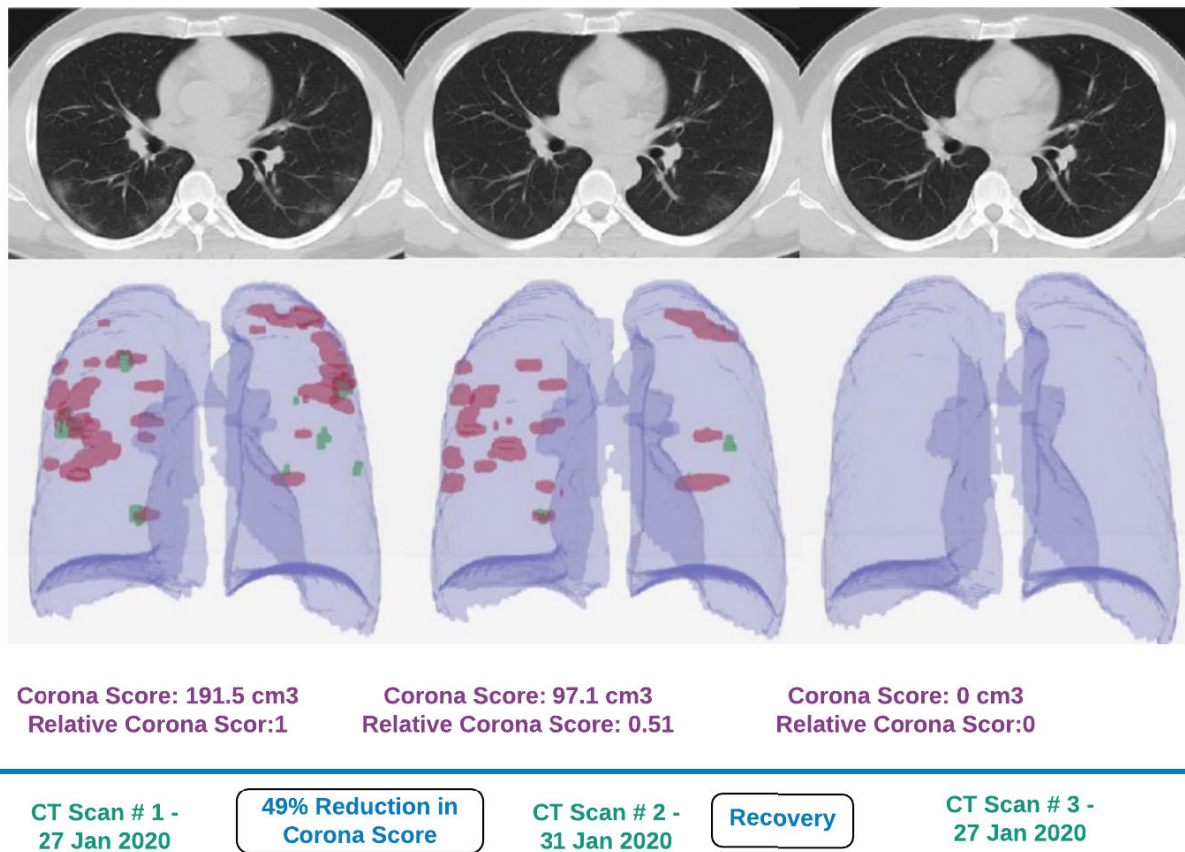 Corona Score: 191.5 cm3
Relative Corona Scor:1
Corona Score: 97.1 cm3
Relative Corona Score: 0.51
Corona Score: 0 cm3
Relative Corona Scor:0
CT Scan # 1 -
27 Jan 2020
49% Reduction in
Corona Score
CT Scan # 2 -
31 Jan 2020
Recovery
CT Scan # 3 -
27 Jan 2020